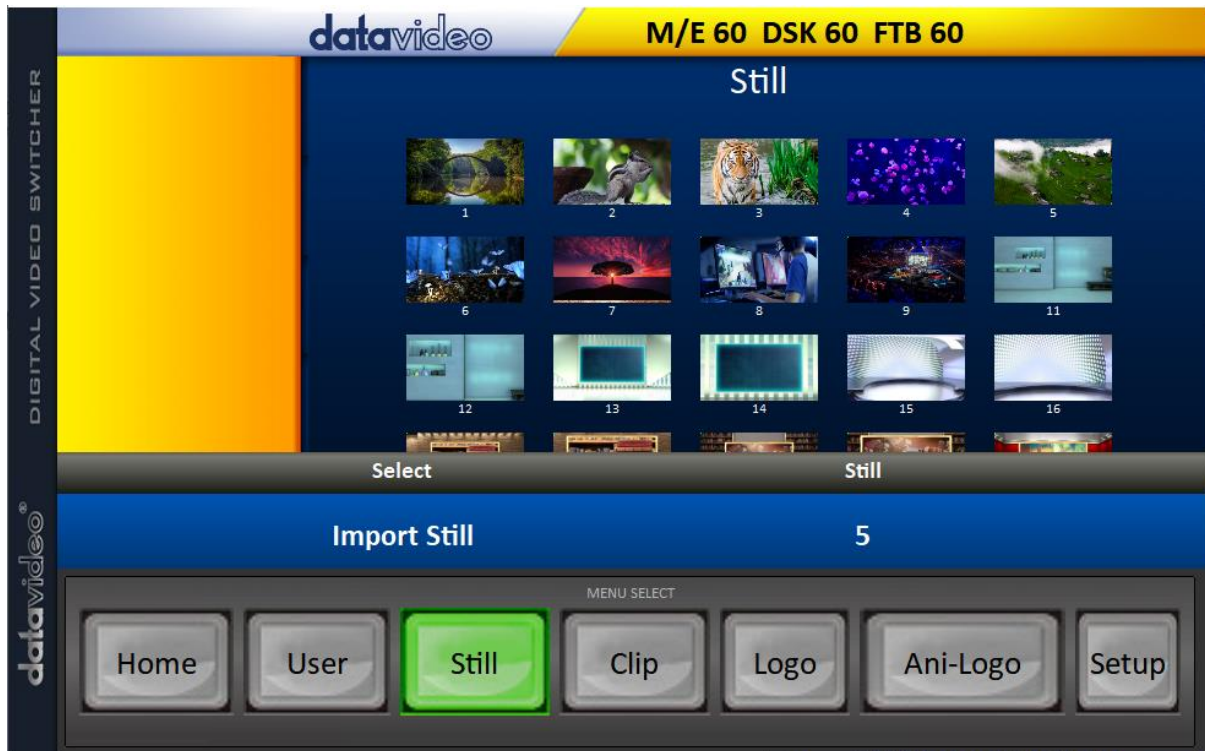 datavideo
M/E 60 DSK 60 FTB 60
DIGITAL VIDEO SWITCHER
datavideo®
Still
1 2 3 4 5
6 7 8 9 11
12 13 14 15 16
Select Still
Import Still 5
MENU SELECT
Home User Still Clip Logo Ani-Logo Setup